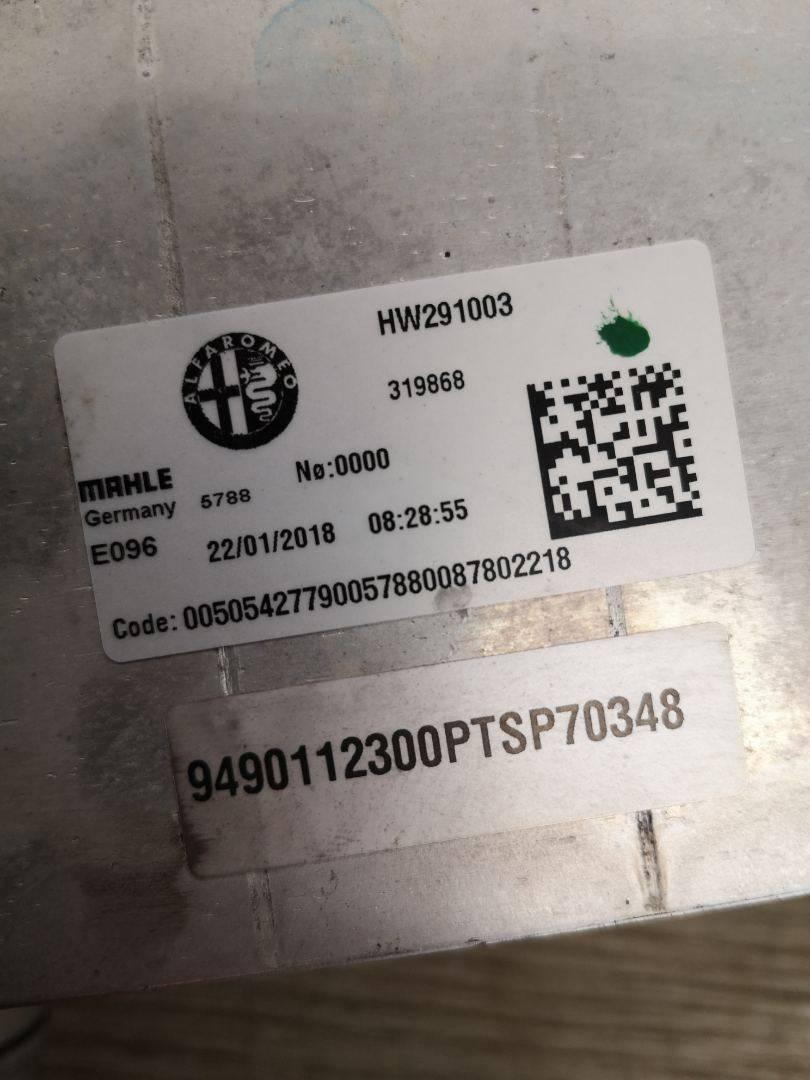 HW291003
ALFA ROMEO
319868
MAHLE
Germany
5788
Nø:0000
E096
22/01/2018
08:28:55
Code: 00505427790057880087802218
9490112300PTSP70348